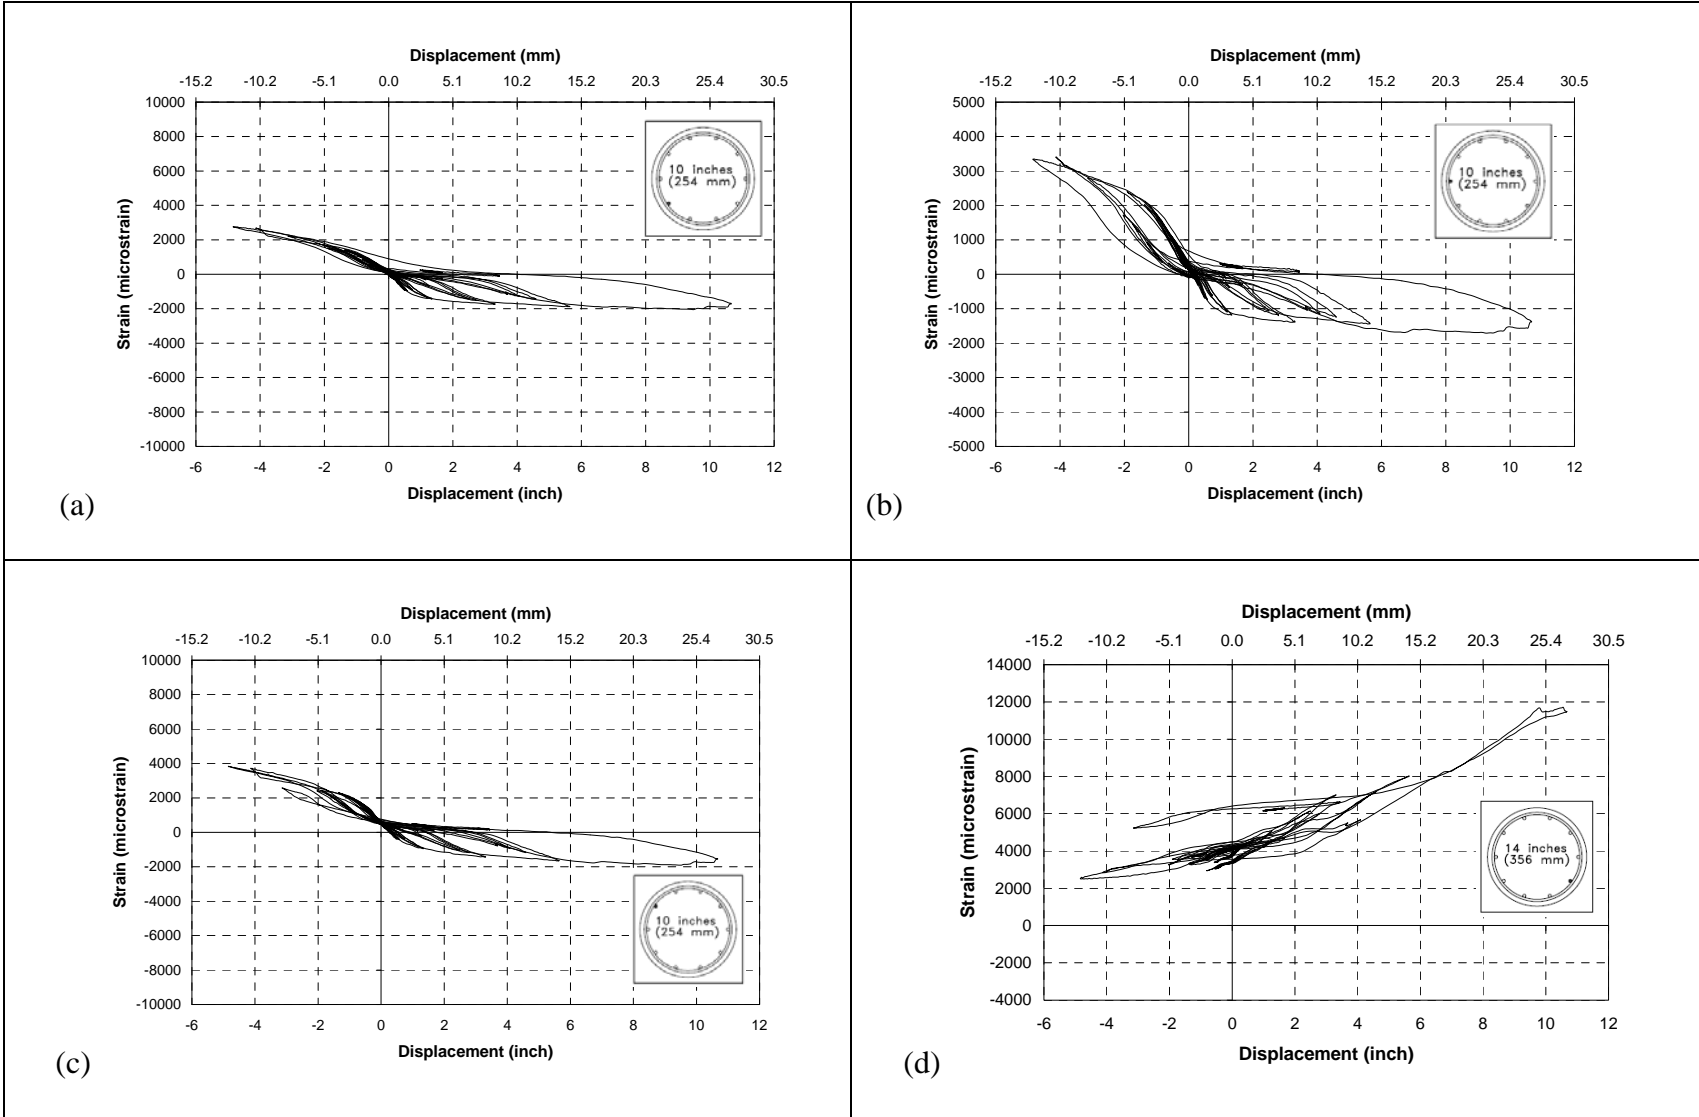 Displacement (mm)
-15.2 -10.2 -5.1 0.0 5.1 10.2 15.2 20.3 25.4 30.5
10000
8000
6000
4000
2000
0
-2000
-4000
-6000
-8000
-10000
Strain (microstrain)
10 inches
(254 mm)
-6 -4 -2 0 2 4 6 8 10 12
Displacement (inch)
(a)
Displacement (mm)
-15.2 -10.2 -5.1 0.0 5.1 10.2 15.2 20.3 25.4 30.5
5000
4000
3000
2000
1000
0
-1000
-2000
-3000
-4000
-5000
Strain (microstrain)
10 inches
(254 mm)
-6 -4 -2 0 2 4 6 8 10 12
Displacement (inch)
(b)
Displacement (mm)
-15.2 -10.2 -5.1 0.0 5.1 10.2 15.2 20.3 25.4 30.5
10000
8000
6000
4000
2000
0
-2000
-4000
-6000
-8000
-10000
Strain (microstrain)
10 inches
(254 mm)
-6 -4 -2 0 2 4 6 8 10 12
Displacement (inch)
(c)
Displacement (mm)
-15.2 -10.2 -5.1 0.0 5.1 10.2 15.2 20.3 25.4 30.5
14000
12000
10000
8000
6000
4000
2000
0
-2000
-4000
Strain (microstrain)
14 inches
(356 mm)
-6 -4 -2 0 2 4 6 8 10 12
Displacement (inch)
(d)